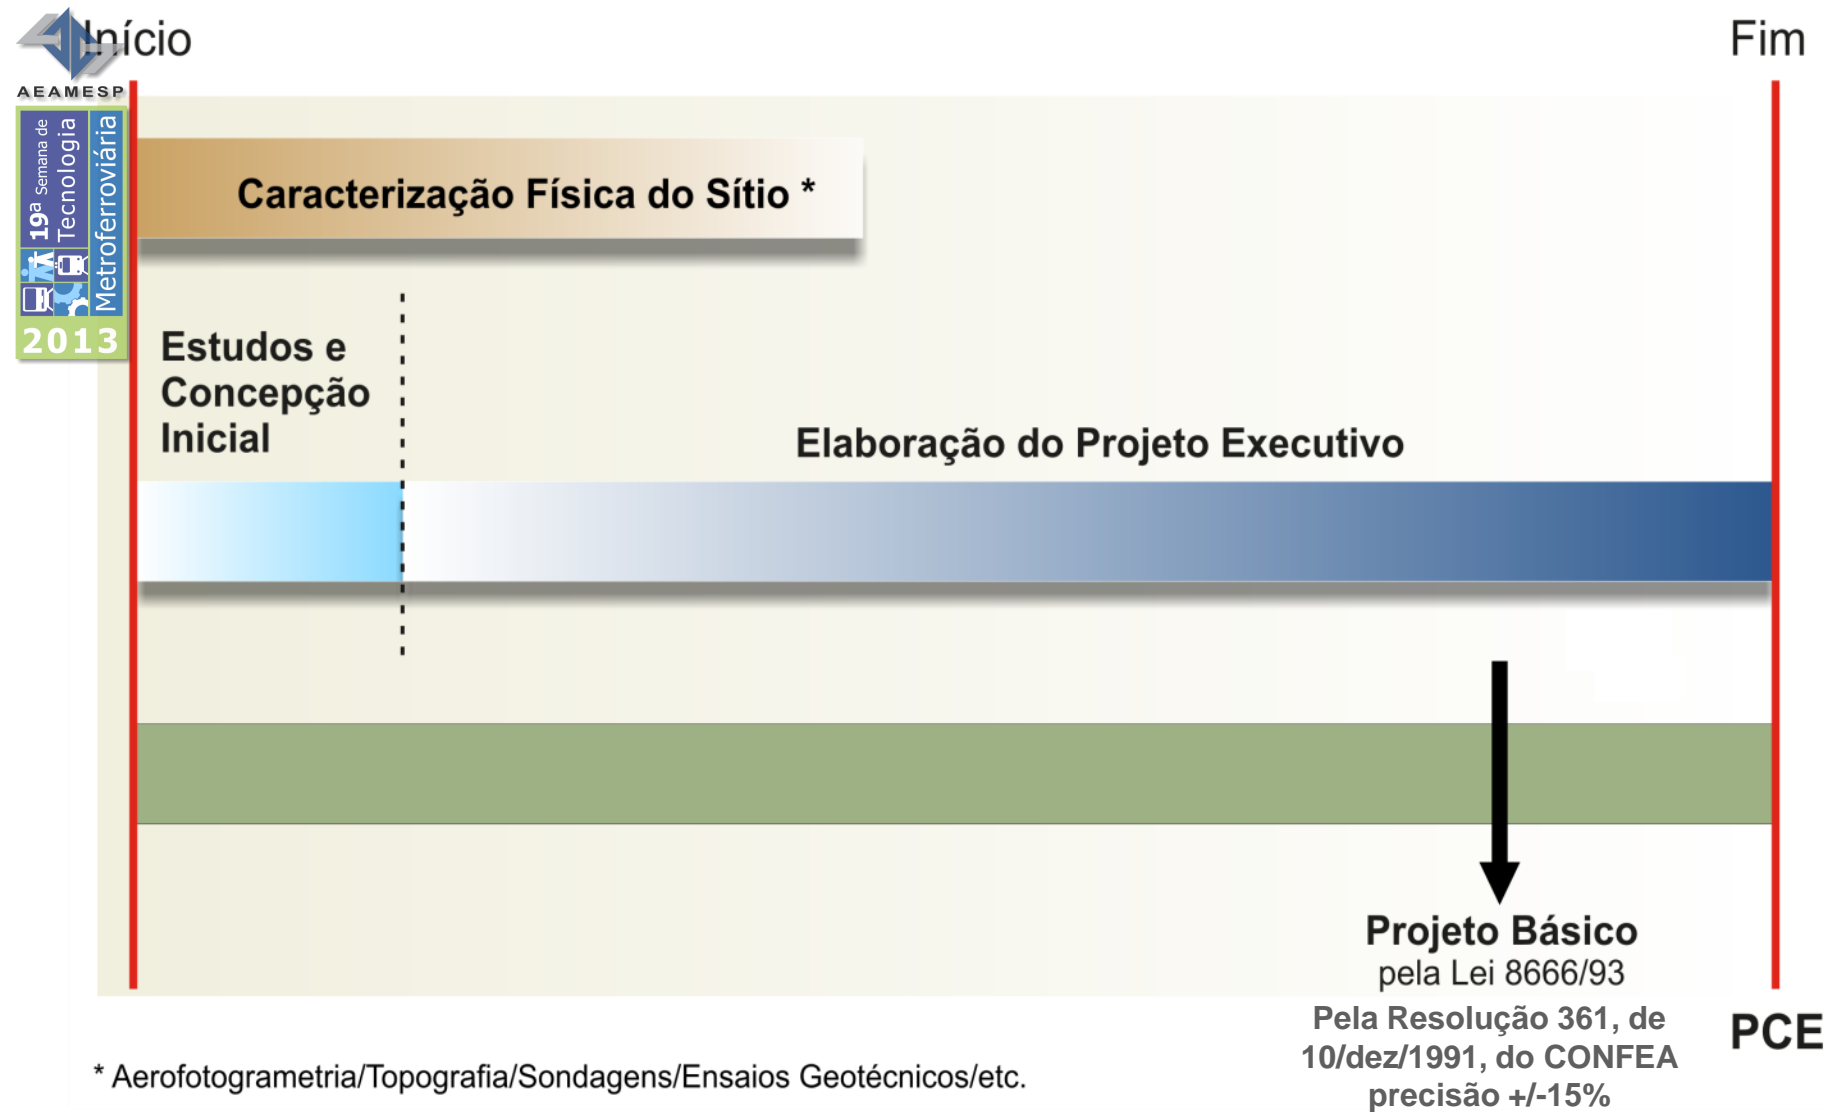 Início
Fim
AEAMESP
19ª Semana de
Tecnologia
Metroferroviária
2013
Caracterização Física do Sítio *
Estudos e
Concepção
Inicial
Elaboração do Projeto Executivo
Projeto Básico
pela Lei 8666/93
Pela Resolução 361, de
10/dez/1991, do CONFEA
precisão +/-15%
PCE
* Aerofotogrametria/Topografia/Sondagens/Ensaios Geotécnicos/etc.